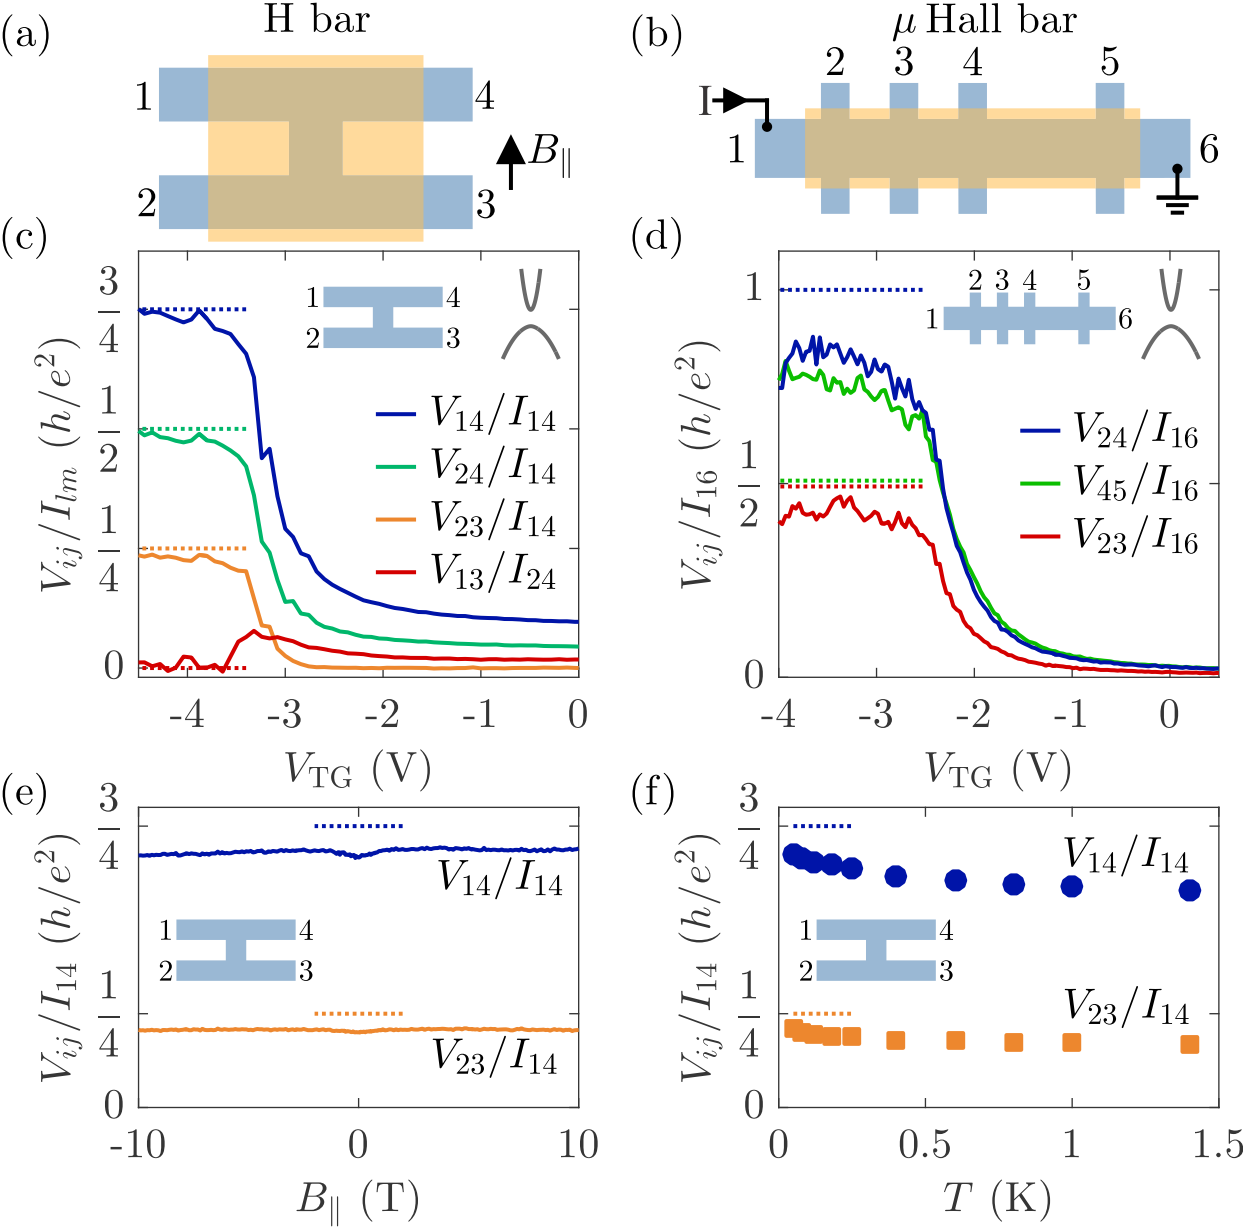 (a)
H bar
1
4
2
3
B∥
(b)
μ Hall bar
2 3 4 5
I
1
6
(c)
3/4
1/2
1/4
0
Vij/Ilm (h/e²)
1 4
2 3
V14/I14
V24/I14
V23/I14
V13/I24
-4 -3 -2 -1 0
VTG (V)
(d)
1
1/2
0
Vij/I16 (h/e²)
2 3 4 5
1 6
V24/I16
V45/I16
V23/I16
-4 -3 -2 -1 0
VTG (V)
(e)
3/4
1/4
0
Vij/I14 (h/e²)
V14/I14
1 4
2 3
V23/I14
-10 0 10
B∥ (T)
(f)
3/4
1/4
0
Vij/I14 (h/e²)
V14/I14
1 4
2 3
V23/I14
0 0.5 1 1.5
T (K)